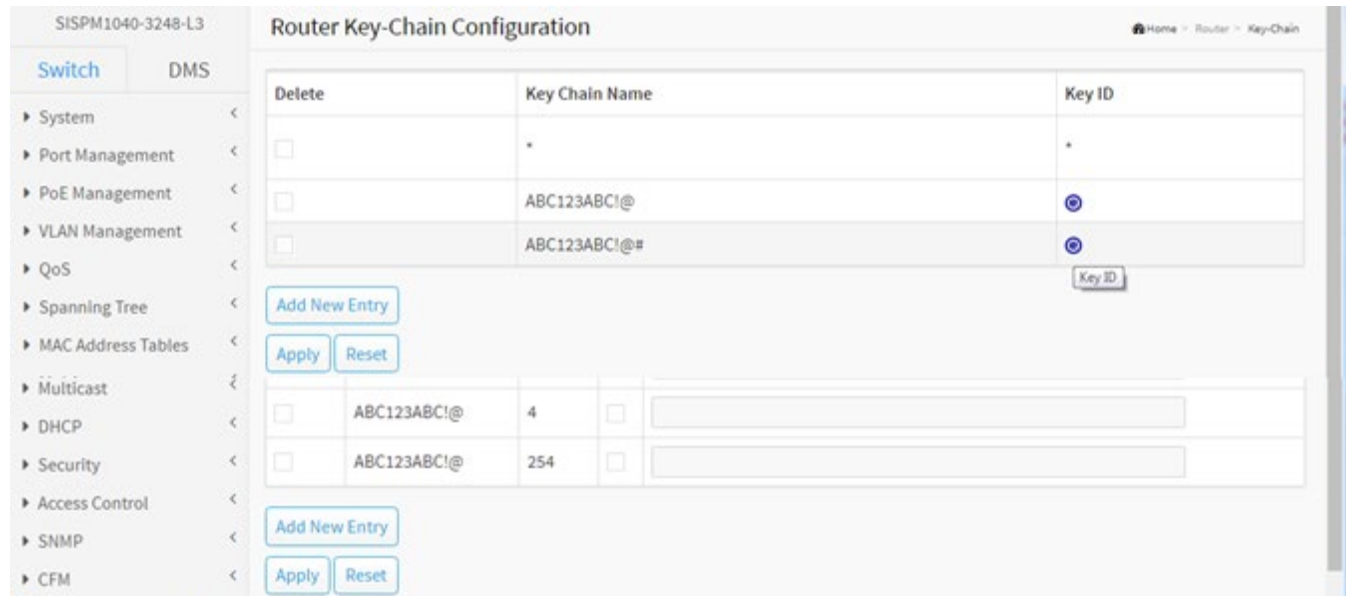 SISPM1040-3248-L3
Router Key-Chain Configuration
Home > Router > Key-Chain
Switch DMS
System
Port Management
PoE Management
VLAN Management
QoS
Spanning Tree
MAC Address Tables
Multicast
DHCP
Security
Access Control
SNMP
CFM
Delete Key Chain Name Key ID
* *
ABC123ABC!@
ABC123ABC!@#
Key ID
Add New Entry
Apply Reset
ABC123ABC!@ 4
ABC123ABC!@ 254
Add New Entry
Apply Reset